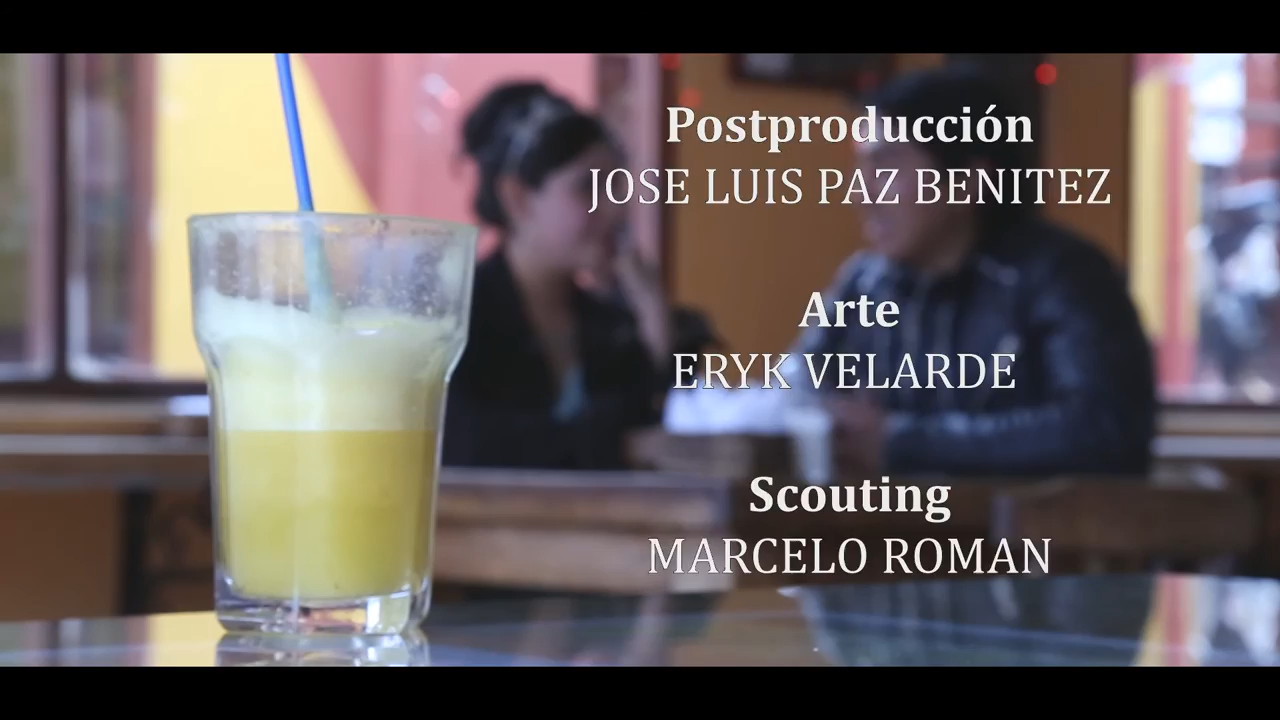 Postproducción
JOSE LUIS PAZ BENITEZ
Arte
ERYK VELARDE
Scouting
MARCELO ROMAN